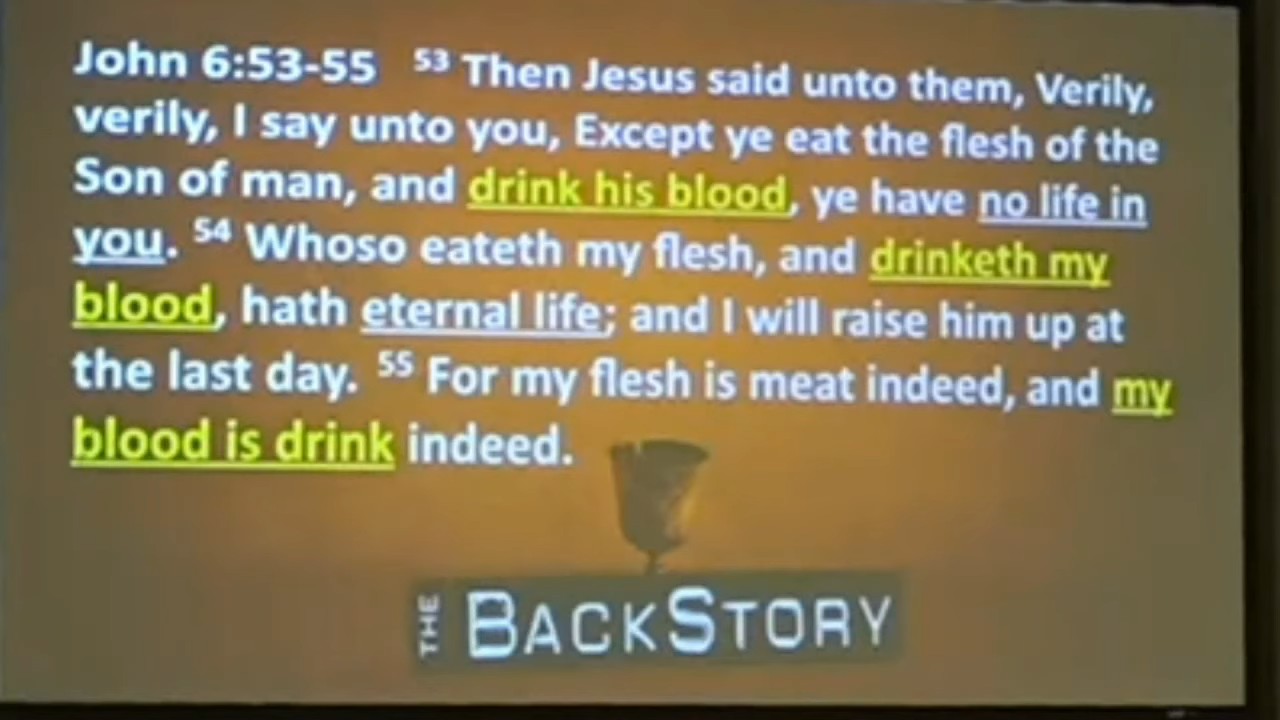 John 6:53-55 53 Then Jesus said unto them, Verily,
verily, I say unto you, Except ye eat the flesh of the
Son of man, and drink his blood, ye have no life in
you. 54 Whoso eateth my flesh, and drinketh my
blood, hath eternal life; and I will raise him up at
the last day. 55 For my flesh is meat indeed, and my
blood is drink indeed.
THE BACKSTORY